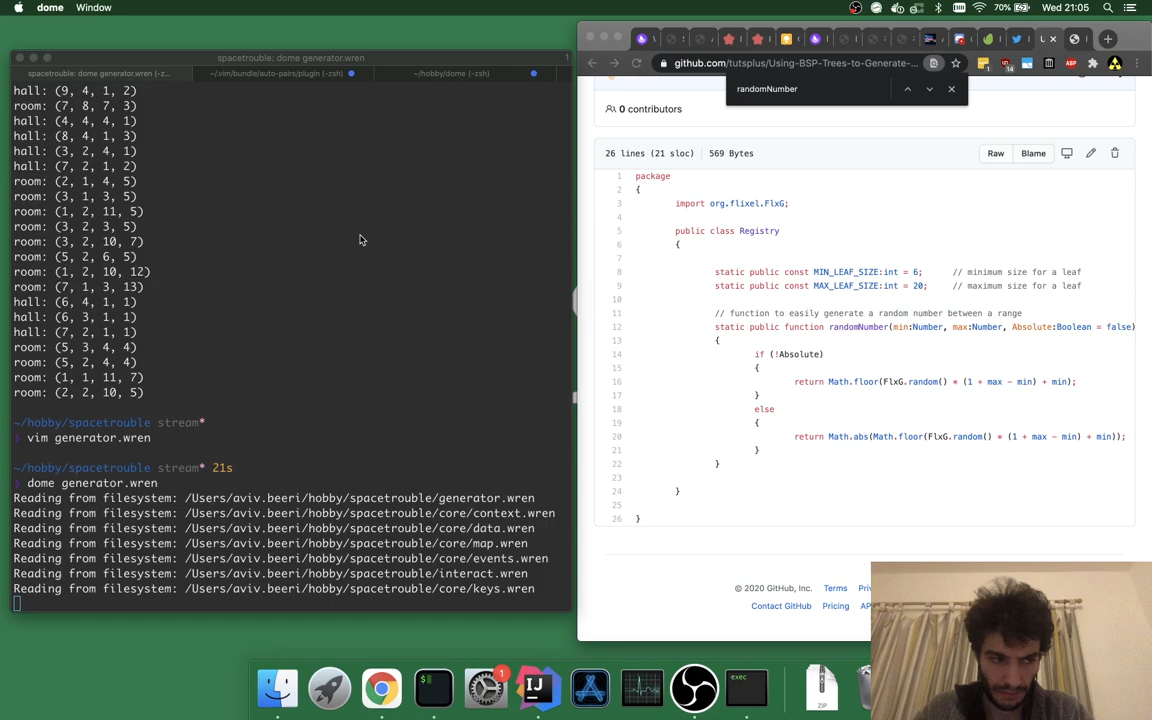 dome Window
70% Wed 21:05
spacetrouble: dome generator.wren
1
spacetrouble: dome generator.wren (-z...
~/.vim/bundle/auto-pairs/plugin (-zsh)
~/hobby/dome (-zsh)
hall: (9, 4, 1, 2)
room: (7, 8, 7, 3)
hall: (4, 4, 4, 1)
hall: (8, 4, 1, 3)
hall: (3, 2, 4, 1)
hall: (7, 2, 1, 2)
room: (2, 1, 4, 5)
room: (3, 1, 3, 5)
room: (1, 2, 11, 5)
room: (3, 2, 3, 5)
room: (3, 2, 10, 7)
room: (5, 2, 6, 5)
room: (1, 2, 10, 12)
room: (7, 1, 3, 13)
hall: (6, 4, 1, 1)
hall: (6, 3, 1, 1)
hall: (7, 2, 1, 1)
room: (5, 3, 4, 4)
room: (5, 2, 4, 4)
room: (1, 1, 11, 7)
room: (2, 2, 10, 5)
~/hobby/spacetrouble stream*
❯ vim generator.wren
~/hobby/spacetrouble stream* 21s
❯ dome generator.wren
Reading from filesystem: /Users/aviv.beeri/hobby/spacetrouble/generator.wren
Reading from filesystem: /Users/aviv.beeri/hobby/spacetrouble/core/context.wren
Reading from filesystem: /Users/aviv.beeri/hobby/spacetrouble/core/data.wren
Reading from filesystem: /Users/aviv.beeri/hobby/spacetrouble/core/map.wren
Reading from filesystem: /Users/aviv.beeri/hobby/spacetrouble/core/events.wren
Reading from filesystem: /Users/aviv.beeri/hobby/spacetrouble/interact.wren
Reading from filesystem: /Users/aviv.beeri/hobby/spacetrouble/core/keys.wren
github.com/tutsplus/Using-BSP-Trees-to-Generate-...
ABP
randomNumber
0 contributors
26 lines (21 sloc) 569 Bytes
Raw Blame
1 package
2 {
3 import org.flixel.FlxG;
4
5 public class Registry
6 {
7
8 static public const MIN_LEAF_SIZE:int = 6; // minimum size for a leaf
9 static public const MAX_LEAF_SIZE:int = 20; // maximum size for a leaf
10
11 // function to easily generate a random number between a range
12 static public function randomNumber(min:Number, max:Number, Absolute:Boolean = false)
13 {
14 if (!Absolute)
15 {
16 return Math.floor(FlxG.random() * (1 + max - min) + min);
17 }
18 else
19 {
20 return Math.abs(Math.floor(FlxG.random() * (1 + max - min) + min));
21 }
22 }
23
24 }
25
26 }
© 2020 GitHub, Inc. Terms
Contact GitHub Pricing
$
1
IJ
exec
ZIP